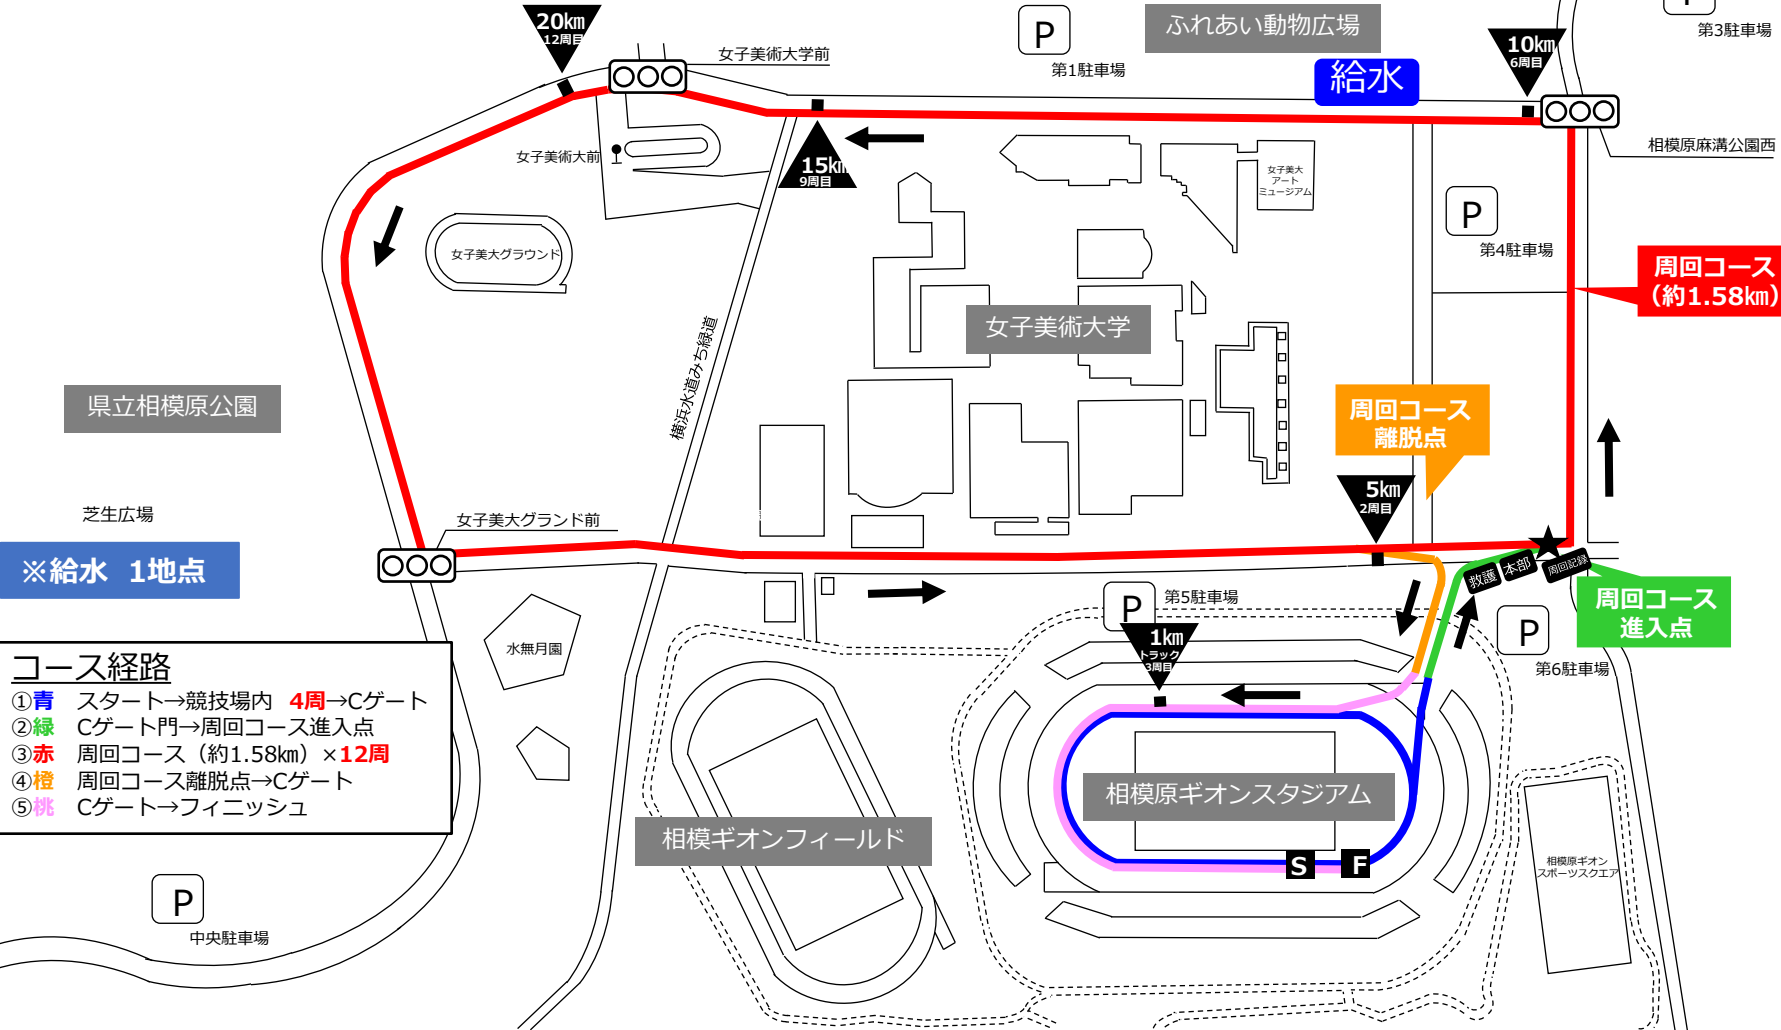 20km
12周目
女子美術大学前
P
第1駐車場
ふれあい動物広場
給水
10km
6周目
第3駐車場
相模原麻溝公園西
女子美術大前
15km
9周目
女子美大
アート
ミュージアム
P
第4駐車場
女子美大グラウンド
周回コース
(約1.58km)
女子美術大学
横浜水道みち緑道
県立相模原公園
周回コース
離脱点
5km
2周目
芝生広場
女子美大グランド前
※給水 1地点
救護
本部
周回記録
周回コース
進入点
P
第5駐車場
P
第6駐車場
水無月園
1km
トラック
3周目
コース経路
①青 スタート→競技場内 4周→Cゲート
②緑 Cゲート門→周回コース進入点
③赤 周回コース（約1.58km）×12周
④橙 周回コース離脱点→Cゲート
⑤桃 Cゲート→フィニッシュ
相模原ギオンスタジアム
相模ギオンフィールド
S
F
相模原ギオン
スポーツスクエア
P
中央駐車場